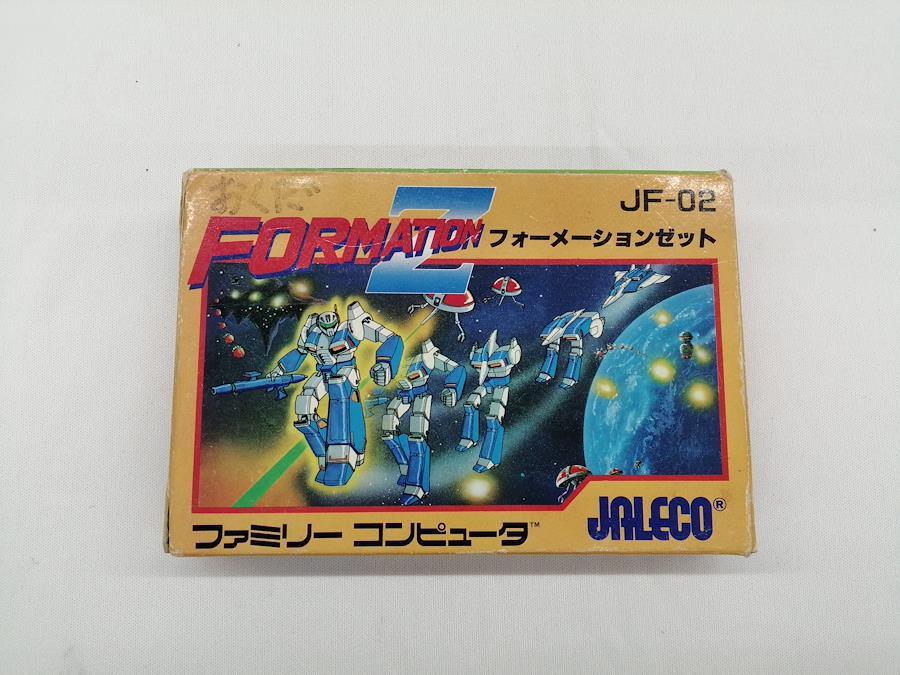 おくだ
JF-02
FORMATION Z
フォーメーションゼット
ファミリー コンピュータ™
JALECO®